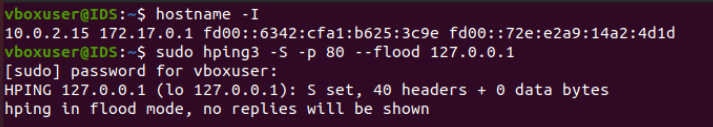 vboxuser@IDS:~$ hostname -I
10.0.2.15 172.17.0.1 fd00::6342:cfa1:b625:3c9e fd00::72e:e2a9:14a2:4d1d
vboxuser@IDS:~$ sudo hping3 -S -p 80 --flood 127.0.0.1
[sudo] password for vboxuser:
HPING 127.0.0.1 (lo 127.0.0.1): S set, 40 headers + 0 data bytes
hping in flood mode, no replies will be shown